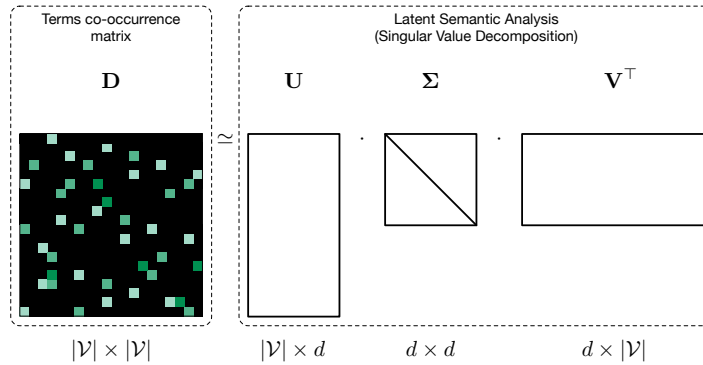 Terms co-occurrence
matrix
Latent Semantic Analysis
(Singular Value Decomposition)
D
U
Σ
V⊤
≃
·
·
|𝒱| × |𝒱|
|𝒱| × d
d × d
d × |𝒱|